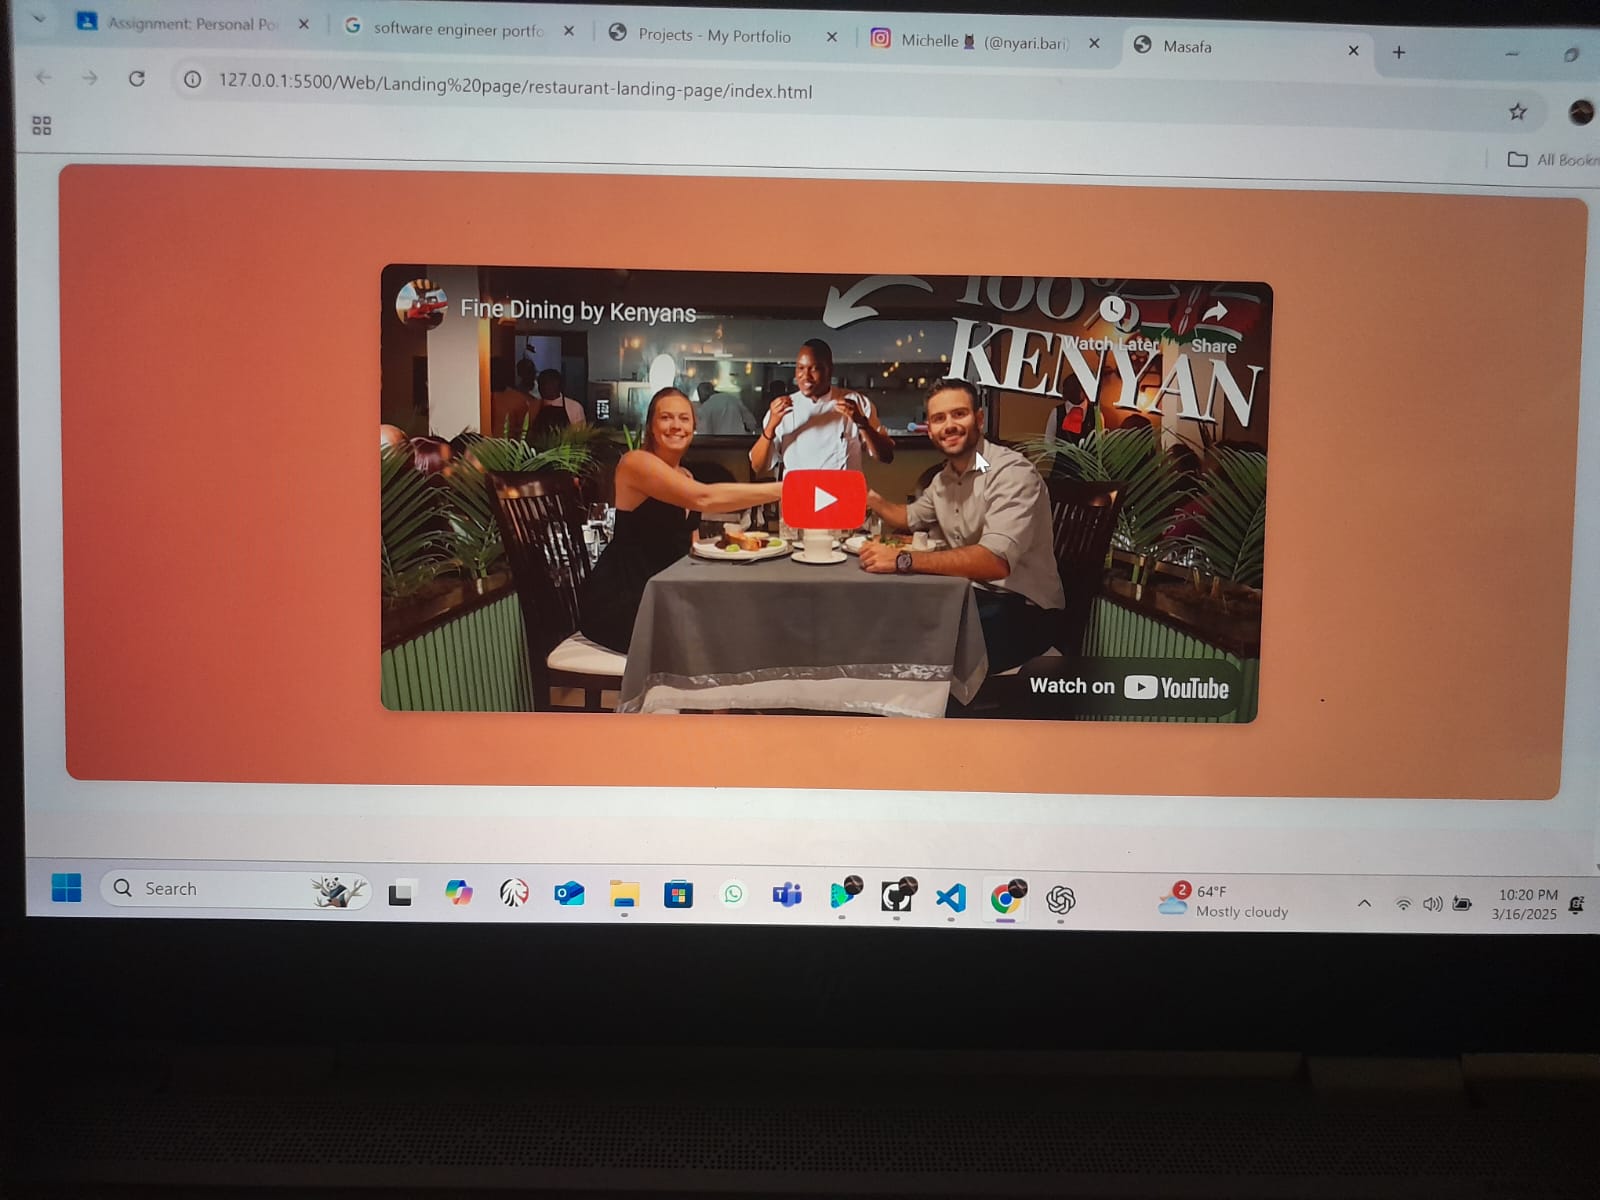 Assignment: Personal Po
software engineer portfo
Projects - My Portfolio
Michelle (@nyari.bari)
Masafa
127.0.0.1:5500/Web/Landing%20page/restaurant-landing-page/index.html
All Book
Fine Dining by Kenyans
100%
KENYAN
Watch Later
Share
Watch on YouTube
Search
2
64°F
Mostly cloudy
10:20 PM
3/16/2025